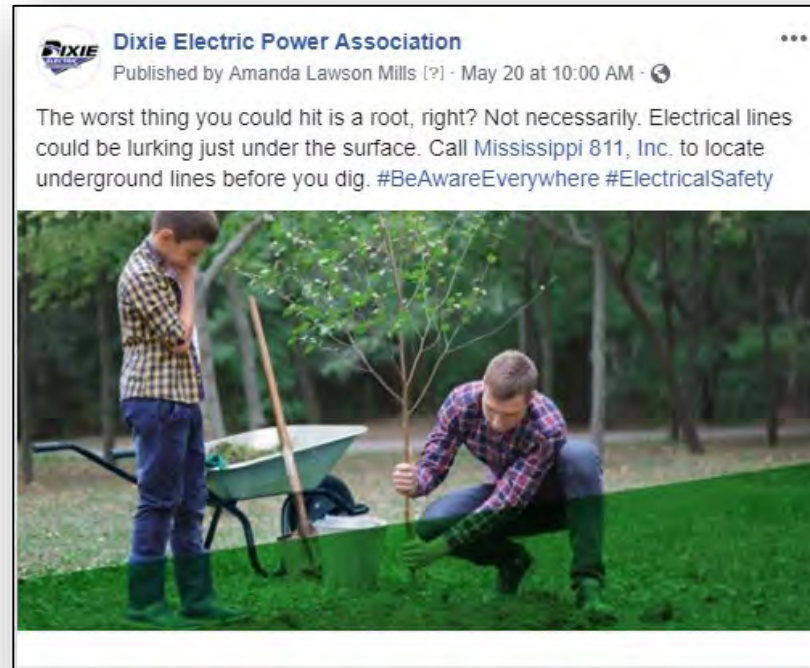 DIXIE
ELECTRIC
Dixie Electric Power Association
Published by Amanda Lawson Mills [?] · May 20 at 10:00 AM ·
The worst thing you could hit is a root, right? Not necessarily. Electrical lines
could be lurking just under the surface. Call Mississippi 811, Inc. to locate
underground lines before you dig. #BeAwareEverywhere #ElectricalSafety